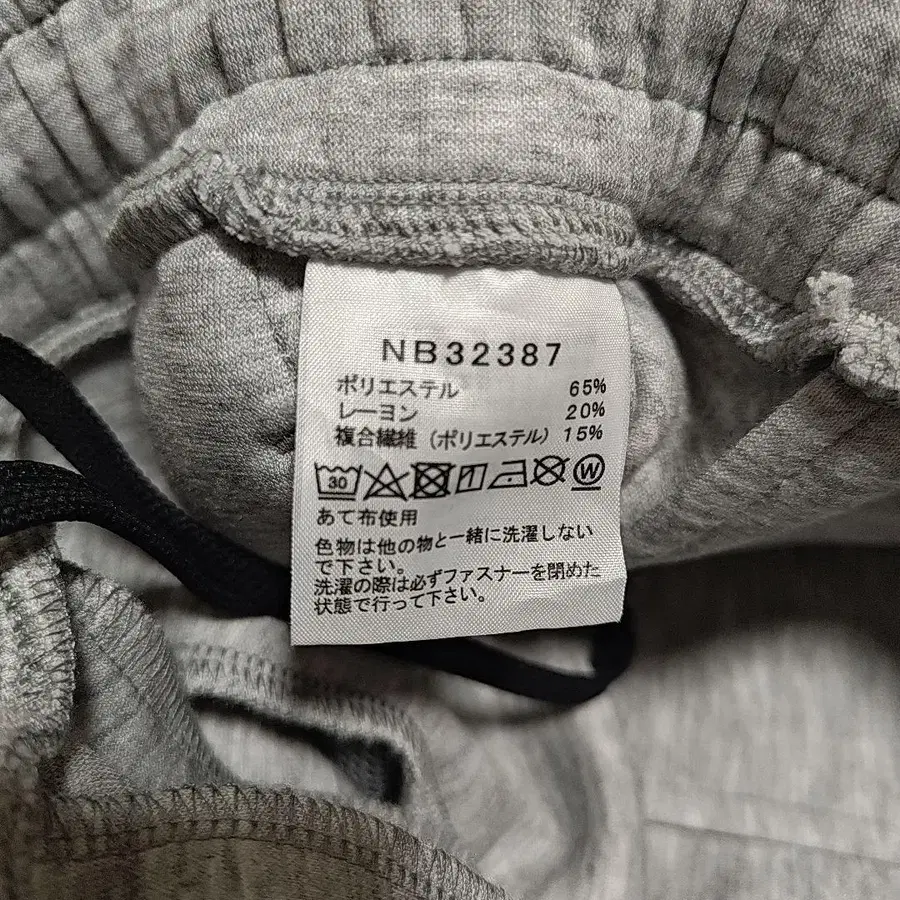 NB32387
ポリエステル 65%
レーヨン 20%
複合繊維（ポリエステル）15%
30 W
あて布使用
色物は他の物と一緒に洗濯しない
で下さい。
洗濯の際は必ずファスナーを閉めた
状態で行って下さい。